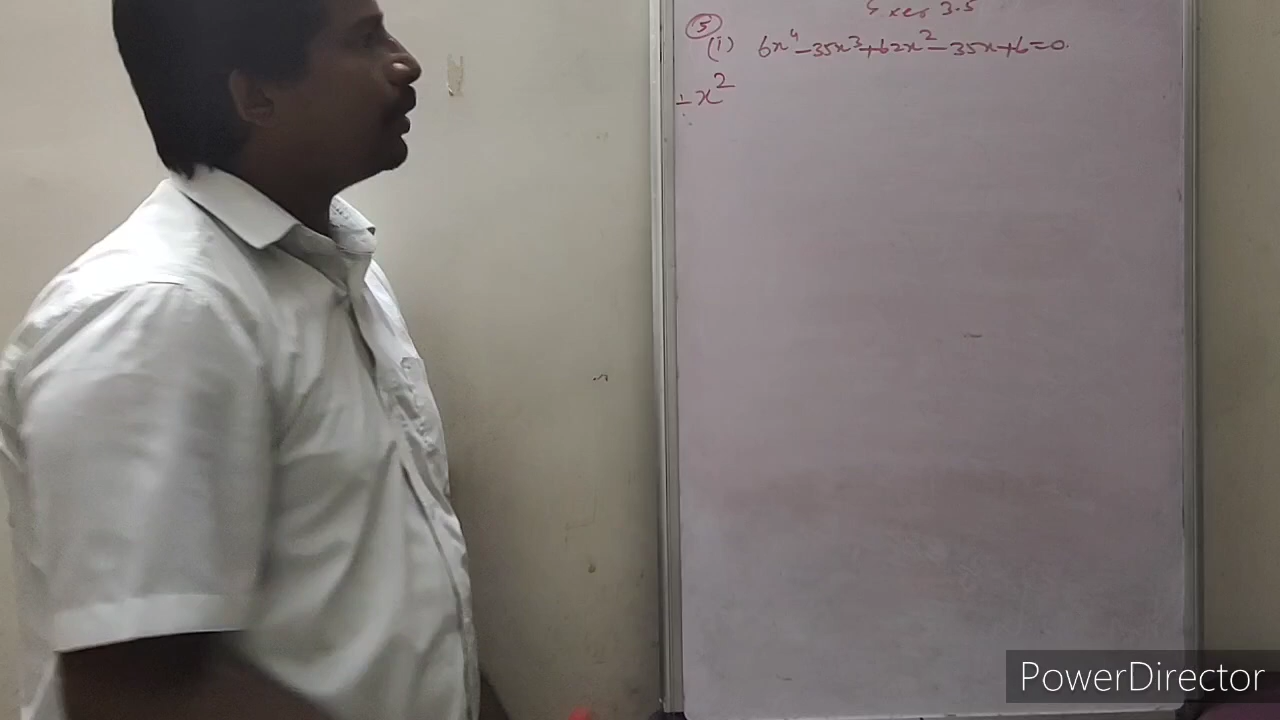 Exer 3.5
5
(i) 6x⁴-35x³+62x²-35x+6=0.
÷x²
PowerDirector